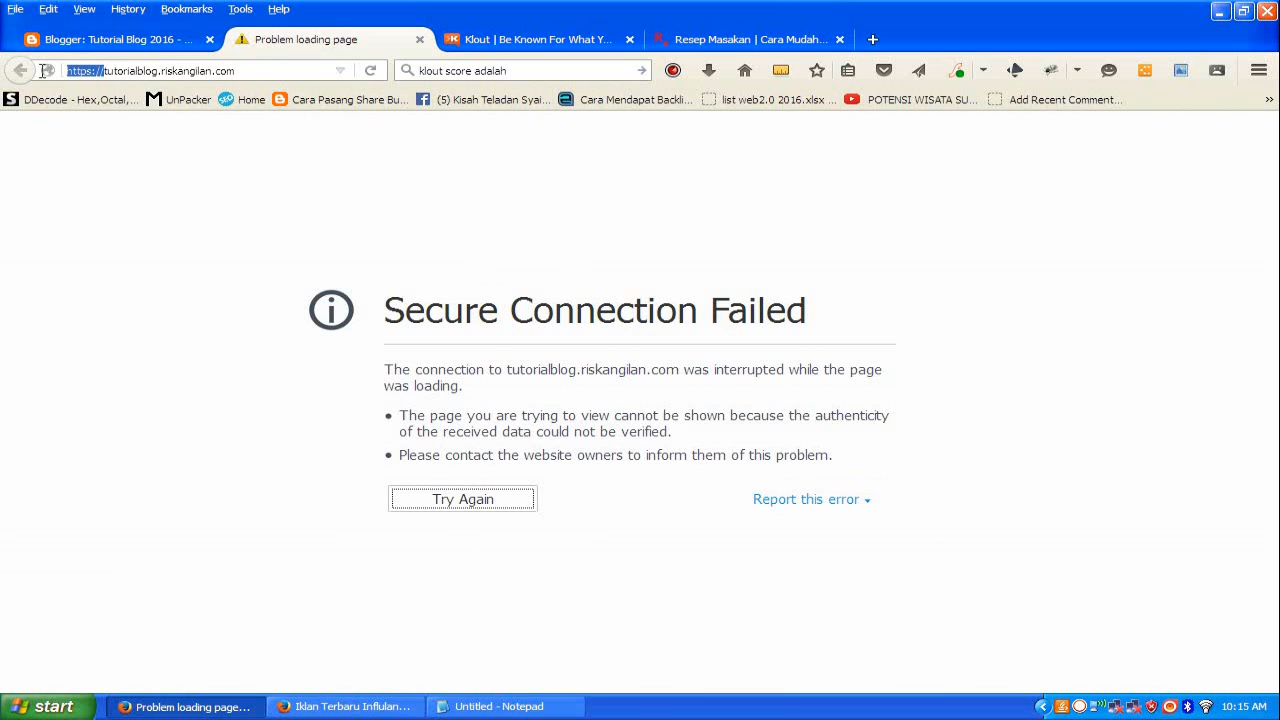 File Edit View History Bookmarks Tools Help
Blogger: Tutorial Blog 2016 - ...
Problem loading page
Klout | Be Known For What Y...
Resep Masakan | Cara Mudah...
https://tutorialblog.riskangilan.com
klout score adalah
DDecode - Hex,Octal,...
UnPacker
Home
Cara Pasang Share Bu...
(5) Kisah Teladan Syai...
Cara Mendapat Backli...
list web2.0 2016.xlsx ...
POTENSI WISATA SU...
Add Recent Comment...
Secure Connection Failed
The connection to tutorialblog.riskangilan.com was interrupted while the page
was loading.
The page you are trying to view cannot be shown because the authenticity
of the received data could not be verified.
Please contact the website owners to inform them of this problem.
Try Again
Report this error
start
Problem loading page...
Iklan Terbaru Influlan...
Untitled - Notepad
10:15 AM